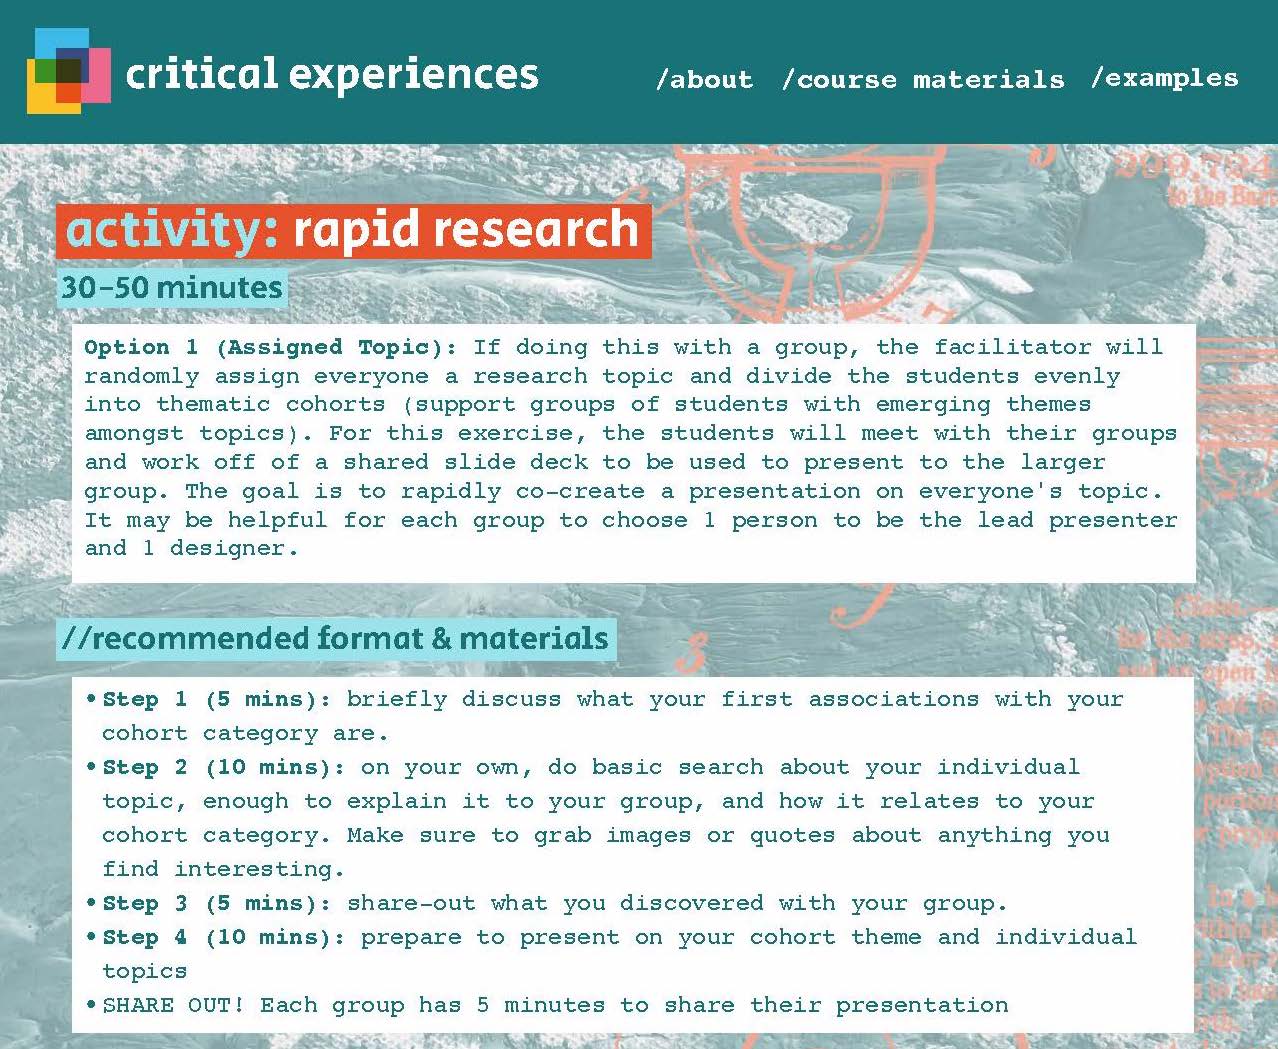 critical experiences
/about /course materials /examples
299,724
to the Bar
activity: rapid research
30-50 minutes
Option 1 (Assigned Topic): If doing this with a group, the facilitator will
randomly assign everyone a research topic and divide the students evenly
into thematic cohorts (support groups of students with emerging themes
amongst topics). For this exercise, the students will meet with their groups
and work off of a shared slide deck to be used to present to the larger
group. The goal is to rapidly co-create a presentation on everyone's topic.
It may be helpful for each group to choose 1 person to be the lead presenter
and 1 designer.
//recommended format & materials
3
• Step 1 (5 mins): briefly discuss what your first associations with your
cohort category are.
• Step 2 (10 mins): on your own, do basic search about your individual
topic, enough to explain it to your group, and how it relates to your
cohort category. Make sure to grab images or quotes about anything you
find interesting.
• Step 3 (5 mins): share-out what you discovered with your group.
• Step 4 (10 mins): prepare to present on your cohort theme and individual
topics
• SHARE OUT! Each group has 5 minutes to share their presentation